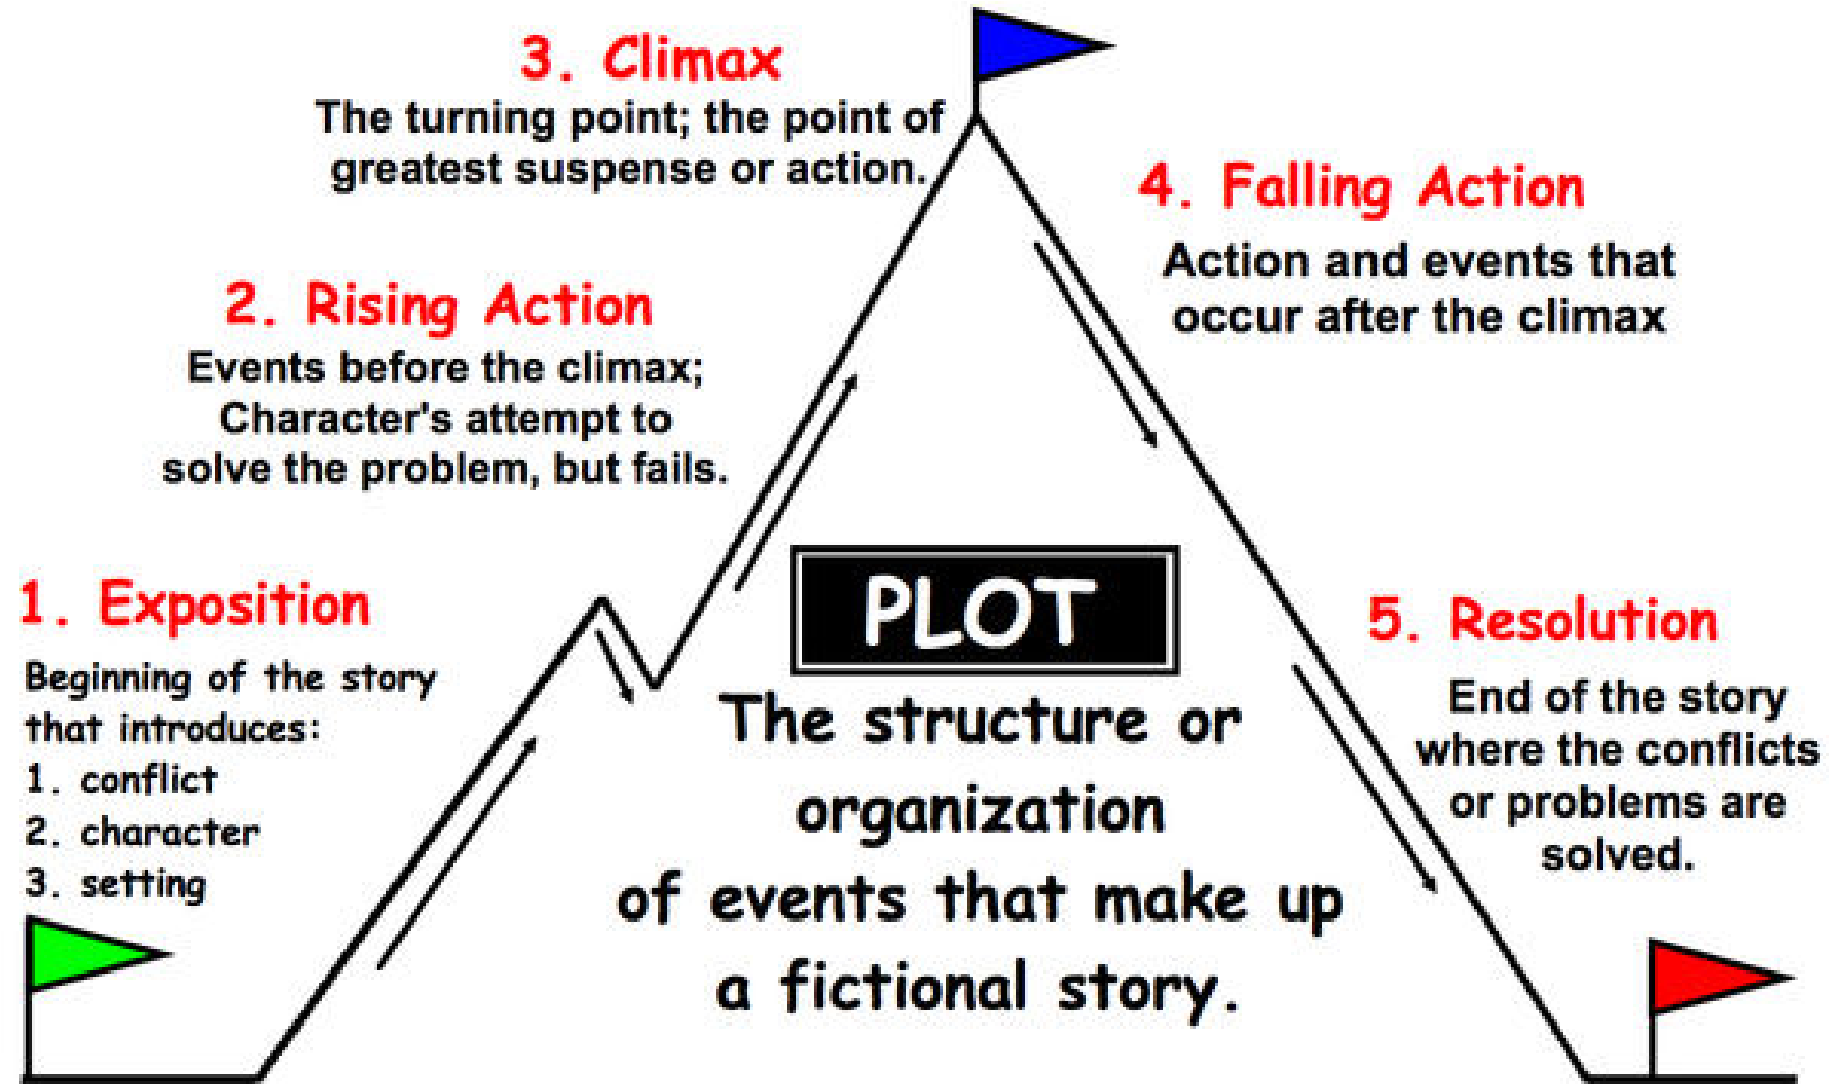 3. Climax
The turning point; the point of
greatest suspense or action.
4. Falling Action
Action and events that
occur after the climax
2. Rising Action
Events before the climax;
Character's attempt to
solve the problem, but fails.
1. Exposition
Beginning of the story
that introduces:
1. conflict
2. character
3. setting
PLOT
The structure or
organization
of events that make up
a fictional story.
5. Resolution
End of the story
where the conflicts
or problems are
solved.